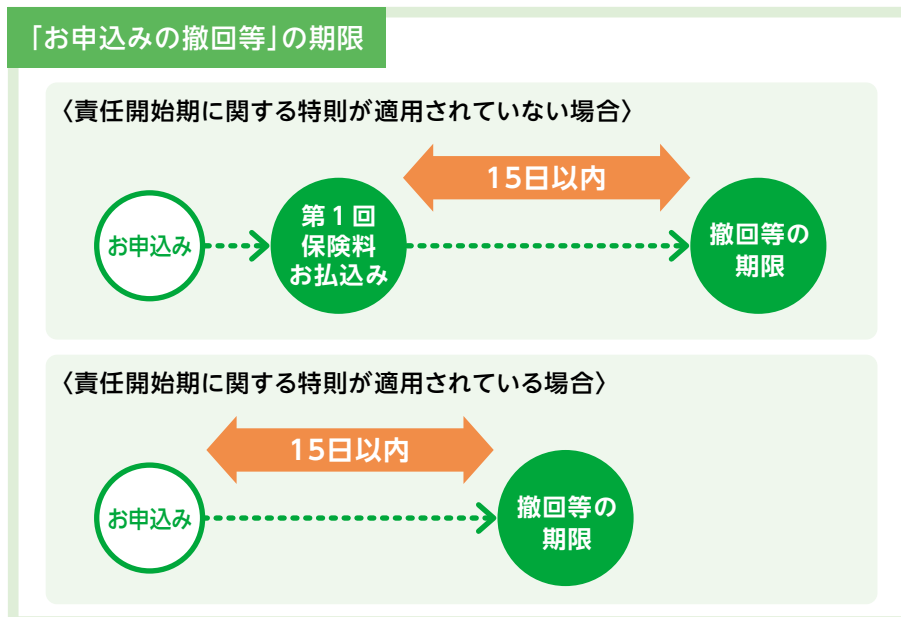 「お申込みの撤回等」の期限
〈責任開始期に関する特則が適用されていない場合〉
15日以内
お申込み
第1回
保険料
お払込み
撤回等の
期限
〈責任開始期に関する特則が適用されている場合〉
15日以内
お申込み
撤回等の
期限